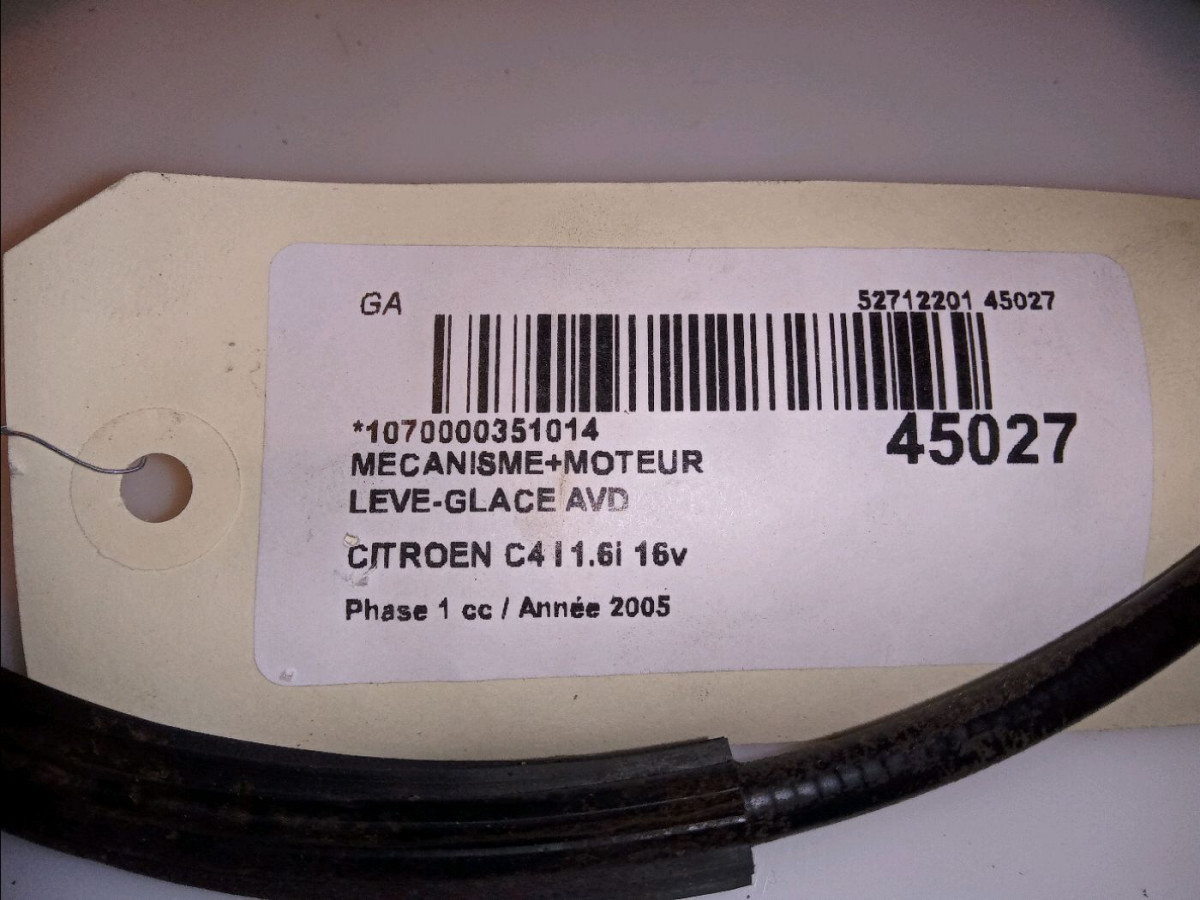 GA
52712201 45027
*1070000351014
45027
MECANISME+MOTEUR
LEVE-GLACE AVD
CITROEN C4 I 1.6i 16v
Phase 1 cc / Année 2005